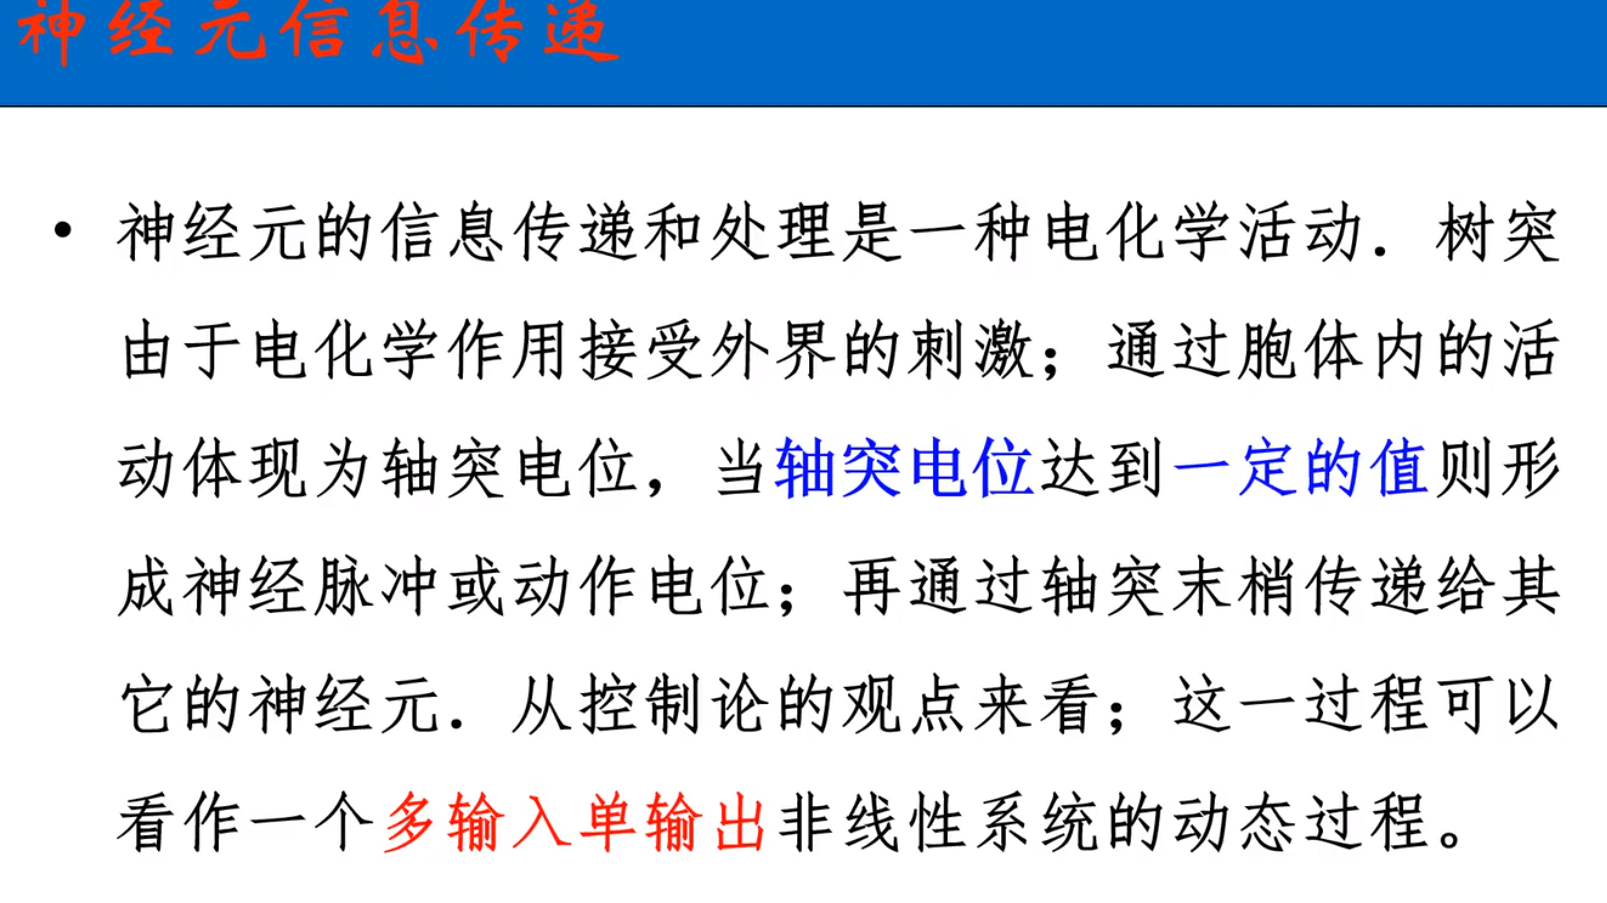 神经元信息传递
• 神经元的信息传递和处理是一种电化学活动．树突
由于电化学作用接受外界的刺激；通过胞体内的活
动体现为轴突电位，当轴突电位达到一定的值则形
成神经脉冲或动作电位；再通过轴突末梢传递给其
它的神经元．从控制论的观点来看；这一过程可以
看作一个多输入单输出非线性系统的动态过程。